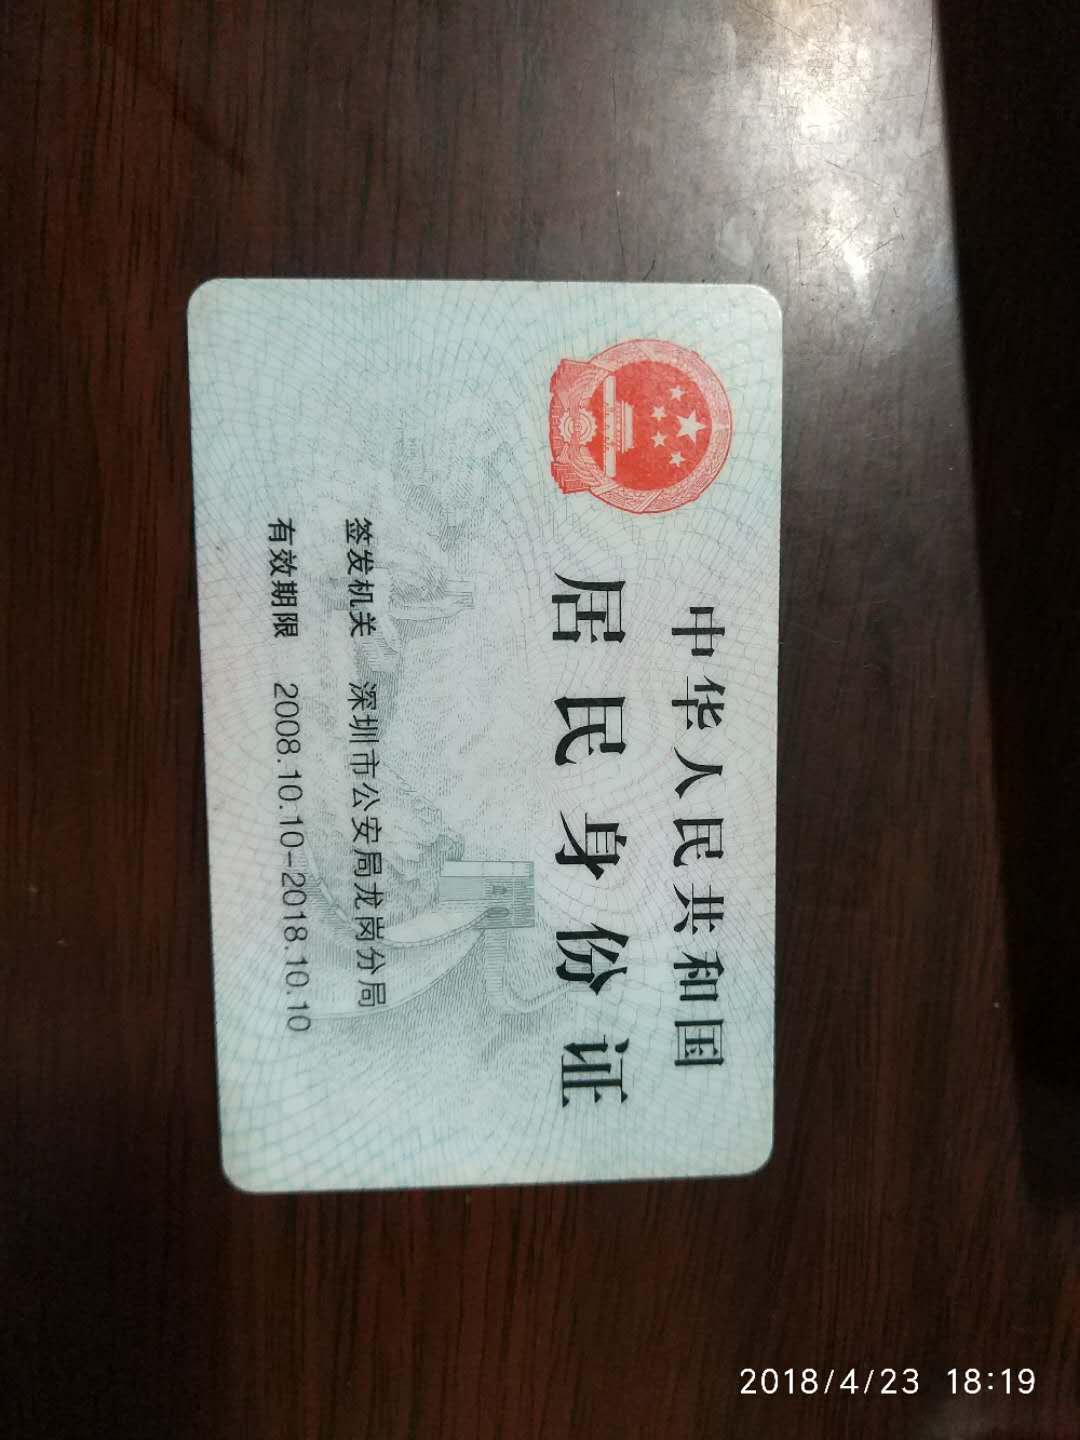 中华人民共和国
居民身份证
签发机关 深圳市公安局龙岗分局
有效期限 2008.10.10-2018.10.10
2018/4/23 18:19